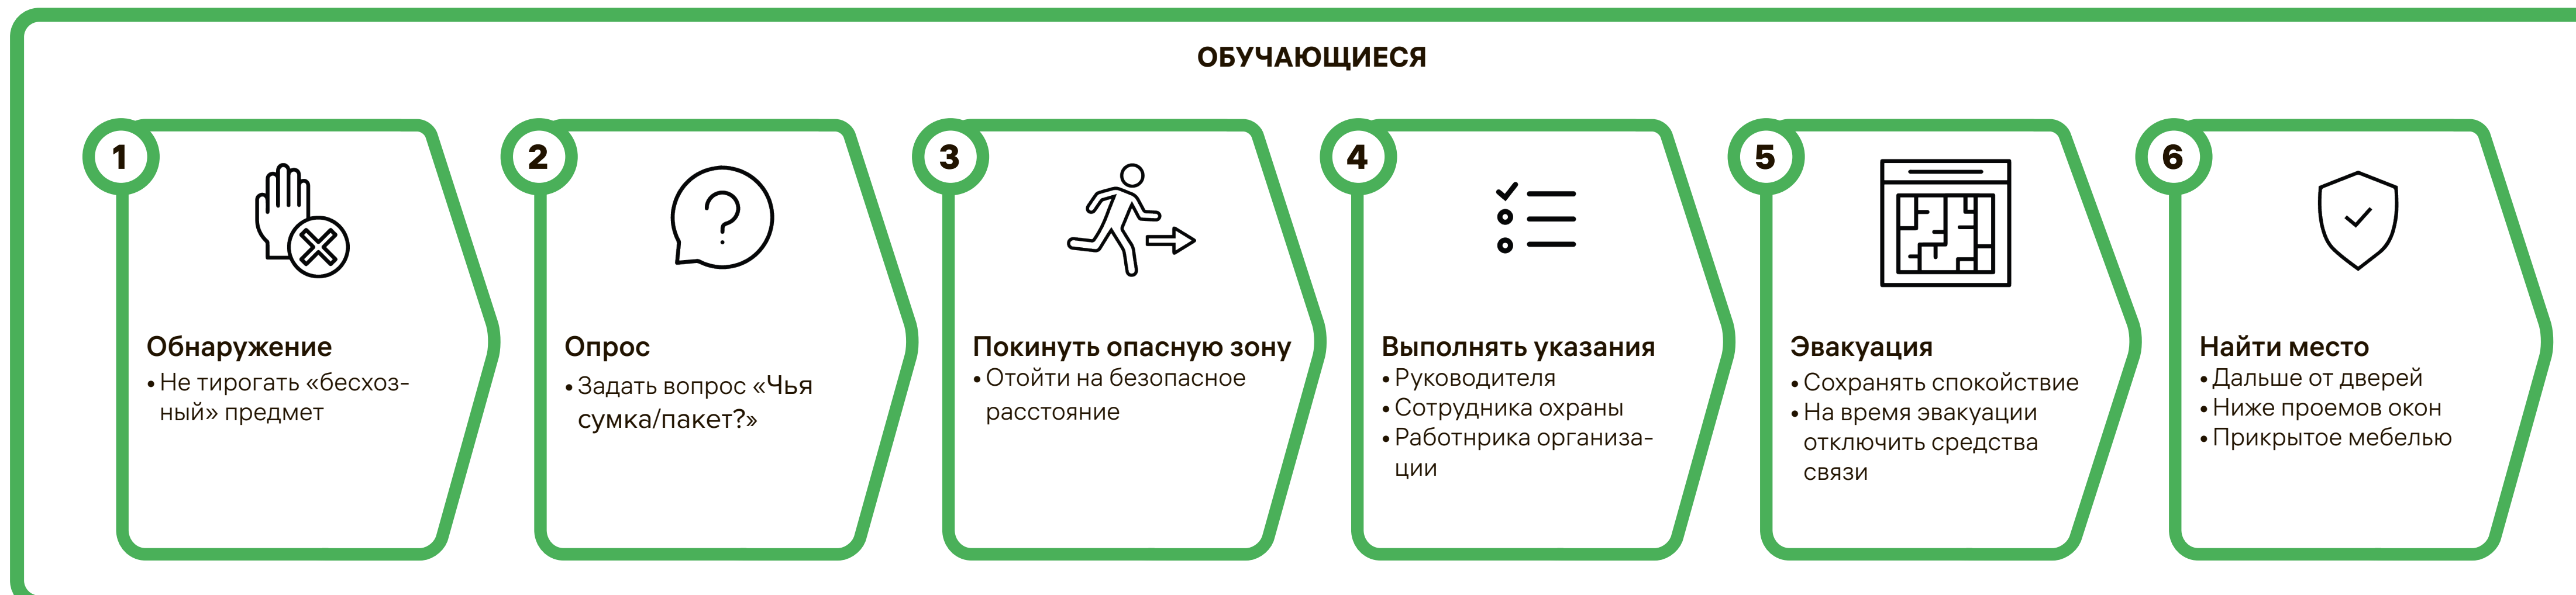 ОБУЧАЮЩИЕСЯ
1
Обнаружение
• Не тирогать «бесхоз-
ный» предмет
2
Опрос
• Задать вопрос «Чья
сумка/пакет?»
3
Покинуть опасную зону
• Отойти на безопасное
расстояние
4
Выполнять указания
• Руководителя
• Сотрудника охраны
• Работнрика организа-
ции
5
Эвакуация
• Сохранять спокойствие
• На время эвакуации
отключить средства
связи
6
Найти место
• Дальше от дверей
• Ниже проемов окон
• Прикрытое мебелью